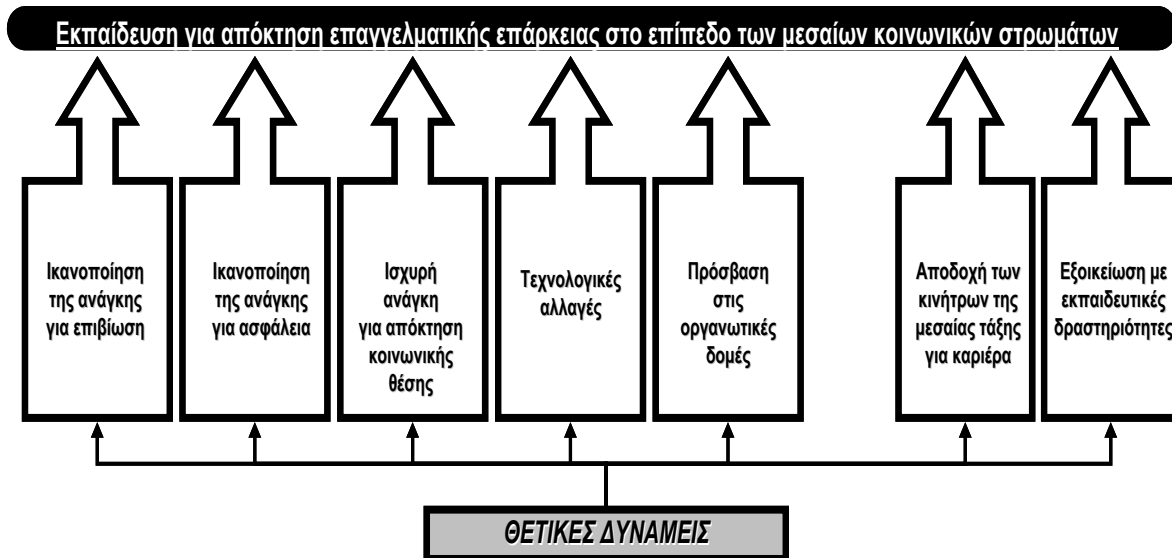 Εκπαίδευση για απόκτηση επαγγελματικής επάρκειας στο επίπεδο των μεσαίων κοινωνικών στρωμάτων
Ικανοποίηση
της ανάγκης
για επιβίωση
Ικανοποίηση
της ανάγκης
για ασφάλεια
Ισχυρή
ανάγκη
για απόκτηση
κοινωνικής
θέσης
Τεχνολογικές
αλλαγές
Πρόσβαση
στις
οργανωτικές
δομές
Αποδοχή των
κινήτρων της
μεσαίας τάξης
για καριέρα
Εξοικείωση με
εκπαιδευτικές
δραστηριότητες
ΘΕΤΙΚΕΣ ΔΥΝΑΜΕΙΣ